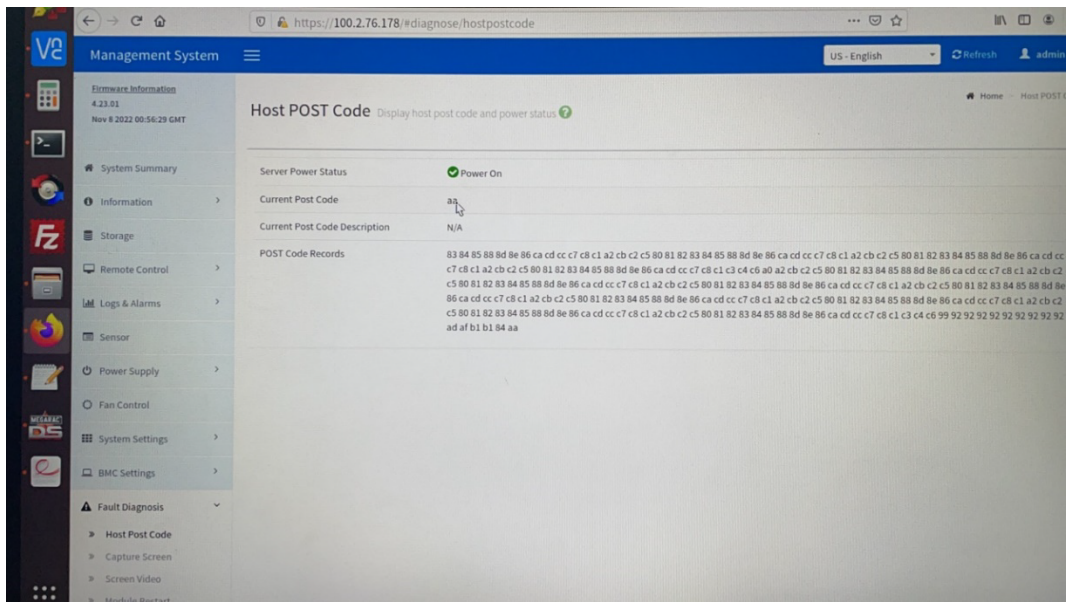 https://100.2.76.178/#diagnose/hostpostcode
Management System
US - English
Refresh
admin
Firmware Information
4.23.01
Nov 8 2022 00:56:29 GMT
Home
Host POST
Host POST Code
Display host post code and power status
System Summary
Information
Storage
Remote Control
Logs & Alarms
Sensor
Power Supply
Fan Control
System Settings
BMC Settings
Fault Diagnosis
Host Post Code
Capture Screen
Screen Video
Module Restart
Server Power Status
Power On
Current Post Code
aa
Current Post Code Description
N/A
POST Code Records
83 84 85 88 8d 8e 86 ca cd cc c7 c8 c1 a2 cb c2 c5 80 81 82 83 84 85 88 8d 8e 86 ca cd cc c7 c8 c1 a2 cb c2 c5 80 81 82 83 84 85 88 8d 8e 86 ca cd cc
c7 c8 c1 a2 cb c2 c5 80 81 82 83 84 85 88 8d 8e 86 ca cd cc c7 c8 c1 c3 c4 c6 a0 a2 cb c2 c5 80 81 82 83 84 85 88 8d 8e 86 ca cd cc c7 c8 c1 a2 cb c2
c5 80 81 82 83 84 85 88 8d 8e 86 ca cd cc c7 c8 c1 a2 cb c2 c5 80 81 82 83 84 85 88 8d 8e 86 ca cd cc c7 c8 c1 a2 cb c2 c5 80 81 82 83 84 85 88 8d 8e
86 ca cd cc c7 c8 c1 a2 cb c2 c5 80 81 82 83 84 85 88 8d 8e 86 ca cd cc c7 c8 c1 a2 cb c2 c5 80 81 82 83 84 85 88 8d 8e 86 ca cd cc c7 c8 c1 a2 cb c2
c5 80 81 82 83 84 85 88 8d 8e 86 ca cd cc c7 c8 c1 a2 cb c2 c5 80 81 82 83 84 85 88 8d 8e 86 ca cd cc c7 c8 c1 c3 c4 c6 99 92 92 92 92 92 92 92 92 92
ad af b1 b1 84 aa